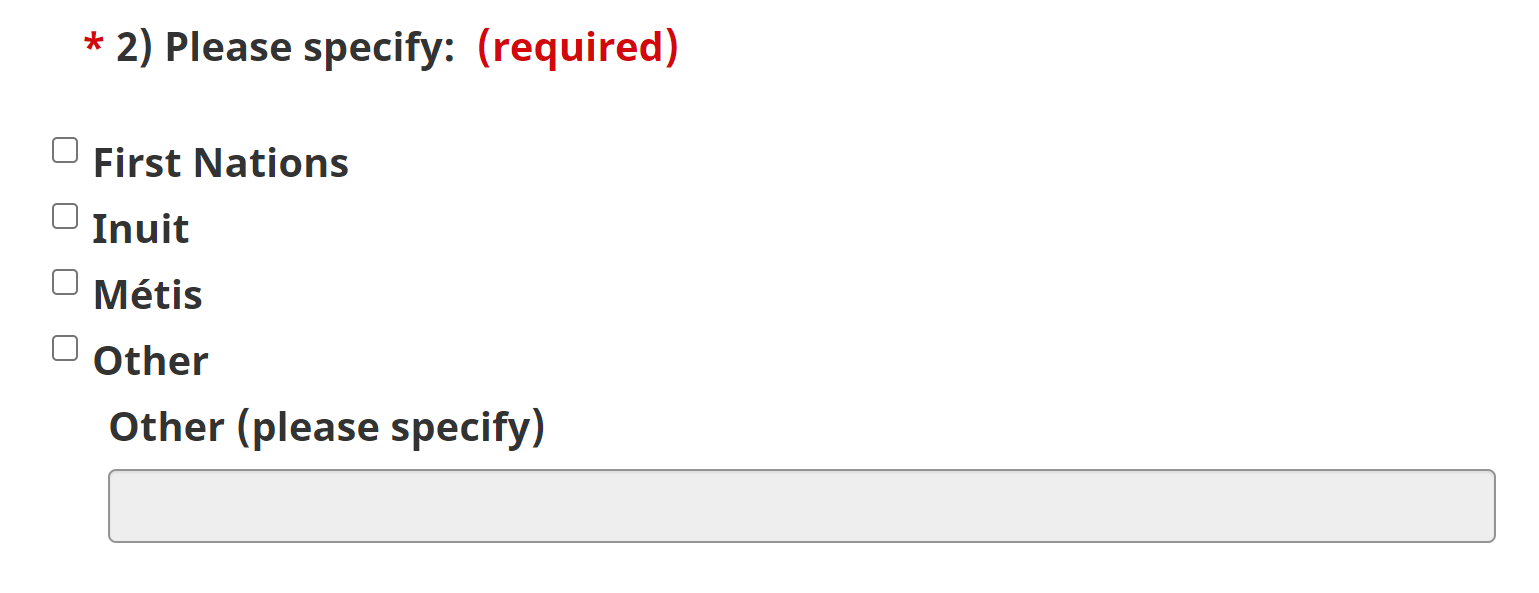 * 2) Please specify: (required)
First Nations
Inuit
Métis
Other
Other (please specify)